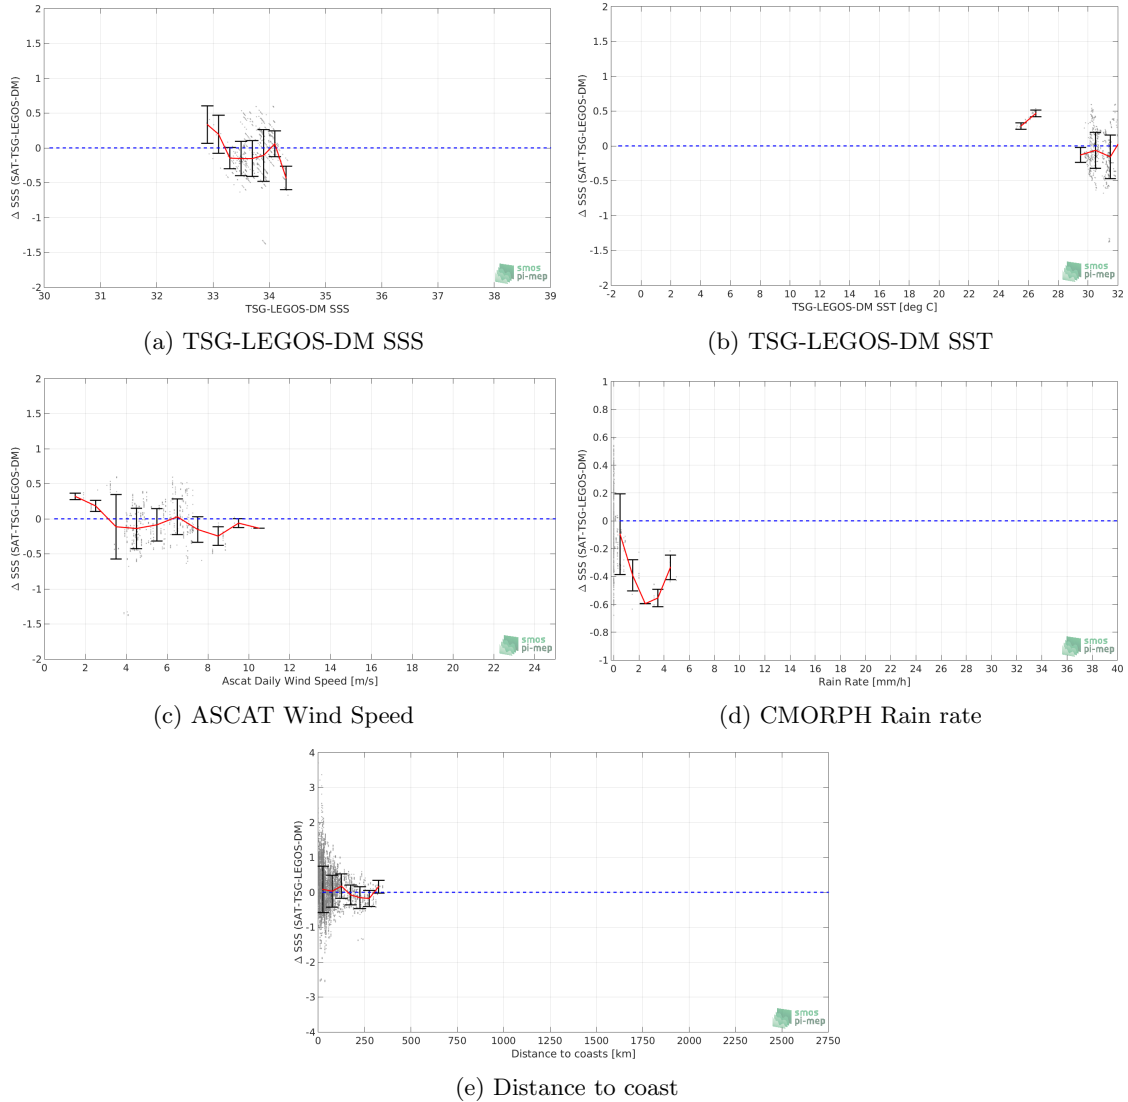 2
1.5
1
0.5
0
-0.5
-1
-1.5
-2
Δ SSS (SAT-TSG-LEGOS-DM)
30 31 32 33 34 35 36 37 38 39
TSG-LEGOS-DM SSS
smos
pi-mep
(a) TSG-LEGOS-DM SSS
2
1.5
1
0.5
0
-0.5
-1
-1.5
-2
Δ SSS (SAT-TSG-LEGOS-DM)
-2 0 2 4 6 8 10 12 14 16 18 20 22 24 26 28 30 32
TSG-LEGOS-DM SST [deg C]
smos
pi-mep
(b) TSG-LEGOS-DM SST
2
1.5
1
0.5
0
-0.5
-1
-1.5
-2
Δ SSS (SAT-TSG-LEGOS-DM)
0 2 4 6 8 10 12 14 16 18 20 22 24
Ascat Daily Wind Speed [m/s]
smos
pi-mep
(c) ASCAT Wind Speed
1
0.8
0.6
0.4
0.2
0
-0.2
-0.4
-0.6
-0.8
-1
Δ SSS (SAT-TSG-LEGOS-DM)
0 2 4 6 8 10 12 14 16 18 20 22 24 26 28 30 32 34 36 38 40
Rain Rate [mm/h]
smos
pi-mep
(d) CMORPH Rain rate
4
3
2
1
0
-1
-2
-3
-4
Δ SSS (SAT-TSG-LEGOS-DM)
0 250 500 750 1000 1250 1500 1750 2000 2250 2500 2750
Distance to coasts [km]
smos
pi-mep
(e) Distance to coast